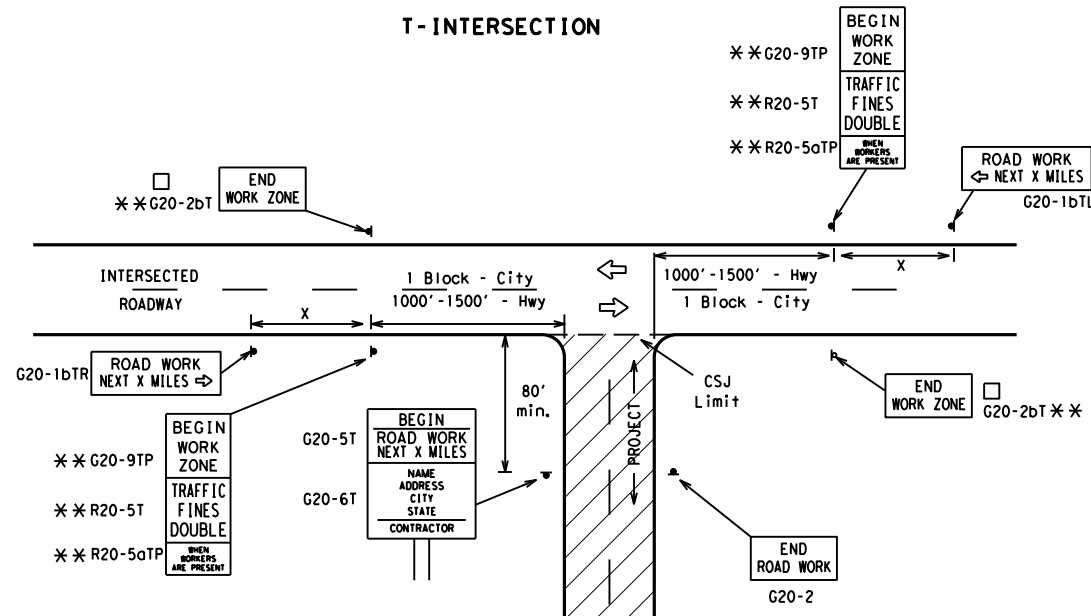 T-INTERSECTION
BEGIN
WORK
ZONE
**G20-9TP
TRAFFIC
FINES
DOUBLE
**R20-5T
WHEN
WORKERS
ARE PRESENT
**R20-5aTP
ROAD WORK
⇦ NEXT X MILES
G20-1bTL
END
WORK ZONE
□
**G20-2bT
INTERSECTED
ROADWAY
1 Block - City
1000'-1500' - Hwy
X
1000'-1500' - Hwy
1 Block - City
X
G20-1bTR
ROAD WORK
NEXT X MILES ⇨
80'
min.
CSJ
Limit
PROJECT
END
WORK ZONE
□
G20-2bT **
BEGIN
WORK
ZONE
**G20-9TP
TRAFFIC
FINES
DOUBLE
**R20-5T
WHEN
WORKERS
ARE PRESENT
**R20-5aTP
G20-5T
BEGIN
ROAD WORK
NEXT X MILES
G20-6T
NAME
ADDRESS
CITY
STATE
CONTRACTOR
END
ROAD WORK
G20-2